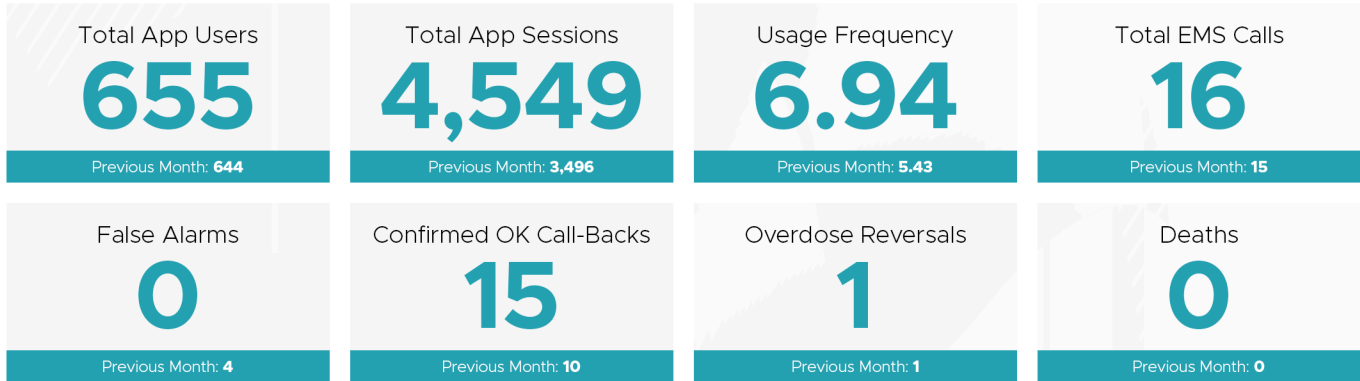 Total App Users
655
Previous Month: 644
Total App Sessions
4,549
Previous Month: 3,496
Usage Frequency
6.94
Previous Month: 5.43
Total EMS Calls
16
Previous Month: 15
False Alarms
0
Previous Month: 4
Confirmed OK Call-Backs
15
Previous Month: 10
Overdose Reversals
1
Previous Month: 1
Deaths
0
Previous Month: 0